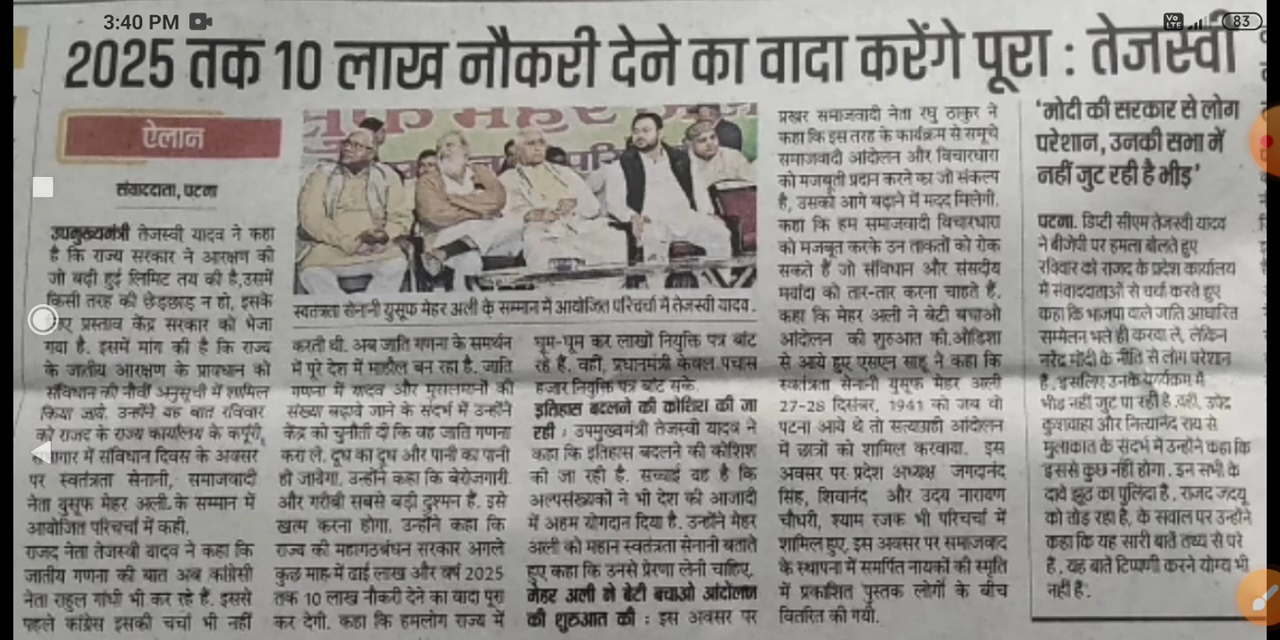 3:40 PM
Vo LTE
83
2025 तक 10 लाख नौकरी देने का वादा करेंगे पूरा : तेजस्वी
ऐलान
संवाददाता, पटना
उपमुख्यमंत्री तेजस्वी यादव ने कहा
है कि राज्य सरकार ने आरक्षण की
जो बढ़ी हुई लिमिट तय की है,उसमें
किसी तरह की छेड़छाड़ न हो, इसके
लिए प्रस्ताव केंद्र सरकार को भेजा
गया है. इसमें मांग की है कि राज्य
के जातीय आरक्षण के प्रावधान को
संविधान की नौवीं अनुसूची में शामिल
किया जाये. उन्होंने यह बात रविवार
को राजद के राज्य कार्यालय के कर्पूरी
सभागार में संविधान दिवस के अवसर
पर स्वतंत्रता सेनानी, समाजवादी
नेता युसुफ मेहर अली. के सम्मान में
आयोजित परिचर्चा में कही.
राजद नेता तेजस्वी यादव ने कहा कि
जातीय गणना की बात अब कांग्रेसी
नेता राहुल गांधी भी कर रहे हैं. इससे
पहले कांग्रेस इसकी चर्चा भी नहीं
स्वतंत्रता सेनानी युसूफ मेहर अली के सम्मान में आयोजित परिचर्चा में तेजस्वी यादव.
करती थी. अब जाति गणना के समर्थन
में पूरे देश में माहौल बन रहा है. जाति
गणना में यादव और मुसलमानों की
संख्या बढ़ाये जाने के संदर्भ में उन्होंने
केंद्र को चुनौती दी कि वह जाति गणना
करा ले. दूध का दूध और पानी का पानी
हो जायेगा. उन्होंने कहा कि बेरोजगारी
और गरीबी सबसे बड़ी दुश्मन हैं. इसे
खत्म करना होगा. उन्होंने कहा कि
राज्य की महागठबंधन सरकार अगले
कुछ माह में ढाई लाख और वर्ष 2025
तक 10 लाख नौकरी देने का वादा पूरा
कर देगी. कहा कि हमलोग राज्य में
घूम-घूम कर लाखों नियुक्ति पत्र बांट
रहे हैं. वहीं, प्रधानमंत्री केवल पचास
हजार नियुक्ति पत्र बांट सके.
इतिहास बदलने की कोशिश की जा
रही : उपमुख्यमंत्री तेजस्वी यादव ने
कहा कि इतिहास बदलने की कोशिश
की जा रही है. सच्चाई यह है कि
अल्पसंख्यकों ने भी देश की आजादी
में अहम योगदान दिया है. उन्होंने मेहर
अली को महान स्वतंत्रता सेनानी बताते
हुए कहा कि उनसे प्रेरणा लेनी चाहिए.
मेहर अली ने बेटी बचाओ आंदोलन
की शुरुआत की : इस अवसर पर
प्रखर समाजवादी नेता रघु ठाकुर ने
कहा कि इस तरह के कार्यक्रम से समूचे
समाजवादी आंदोलन और विचारधारा
को मजबूती प्रदान करने का जो संकल्प
है, उसको आगे बढ़ाने में मदद मिलेगी.
कहा कि हम समाजवादी विचारधारा
को मजबूत करके उन ताकतों को रोक
सकते हैं जो संविधान और संसदीय
मर्यादा को तार-तार करना चाहते हैं.
कहा कि मेहर अली ने बेटी बचाओ
आंदोलन की शुरुआत की.ओडिशा
से आये हुए एसएन साहू ने कहा कि
स्वतंत्रता सेनानी युसूफ मेहर अली
27-28 दिसंबर, 1941 को जब वो
पटना आये थे तो सत्याग्रही आंदोलन
में छात्रों को शामिल करवाया. इस
अवसर पर प्रदेश अध्यक्ष जगदानंद
सिंह, शिवानंद और उदय नारायण
चौधरी, श्याम रजक भी परिचर्चा में
शामिल हुए. इस अवसर पर समाजवाद
के स्थापना में समर्पित नायकों की स्मृति
में प्रकाशित पुस्तक लोगों के बीच
वितरित की गयी.
'मोदी की सरकार से लोग
परेशान, उनकी सभा में
नहीं जुट रही है भीड़'
पटना. डिप्टी सीएम तेजस्वी यादव
ने बीजेपी पर हमला बोलते हुए
रविवार को राजद के प्रदेश कार्यालय
में संवाददाताओं से चर्चा करते हुए
कहा कि भाजपा वाले जाति आधारित
सम्मेलन भले ही करवा लें, लेकिन
नरेंद्र मोदी के नीति से लोग परेशान
है. इसलिए उनके कार्यक्रम में
भीड़ नहीं जुट पा रही है. वहीं, उपेंद्र
कुशवाहा और नित्यानंद राय से
मुलाकात के संदर्भ में उन्होंने कहा कि
इससे कुछ नहीं होगा. इन सभी के
दावे झूठ का पुलिंदा है. राजद जदयू
को तोड़ रहा है, के सवाल पर उन्होंने
कहा कि यह सारी बातें तथ्य से परे
है. यह बातें टिप्पणी करने योग्य भी
नहीं है.